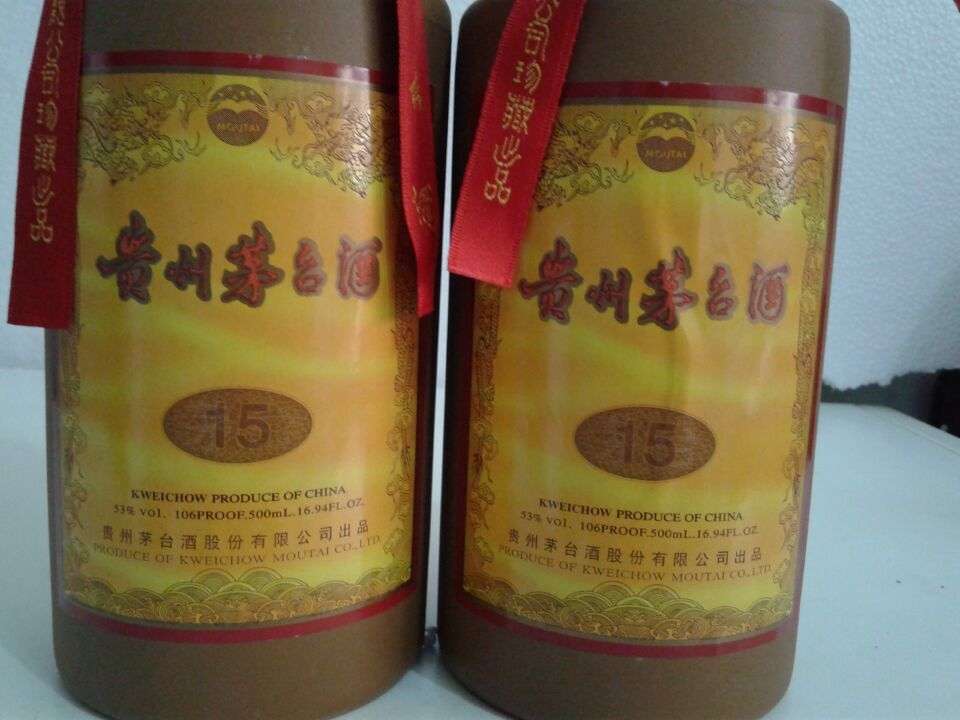 MOUTAI
贵州茅台酒
15
KWEICHOW PRODUCE OF CHINA
53% vol. 106PROOF.500mL.16.94FL.OZ.
贵州茅台酒股份有限公司出品
PRODUCE OF KWEICHOW MOUTAI CO., LTD.
MOUTAI
贵州茅台酒
15
KWEICHOW PRODUCE OF CHINA
53% vol. 106PROOF.500mL.16.94FL.OZ.
贵州茅台酒股份有限公司出品
PRODUCE OF KWEICHOW MOUTAI CO., LTD.